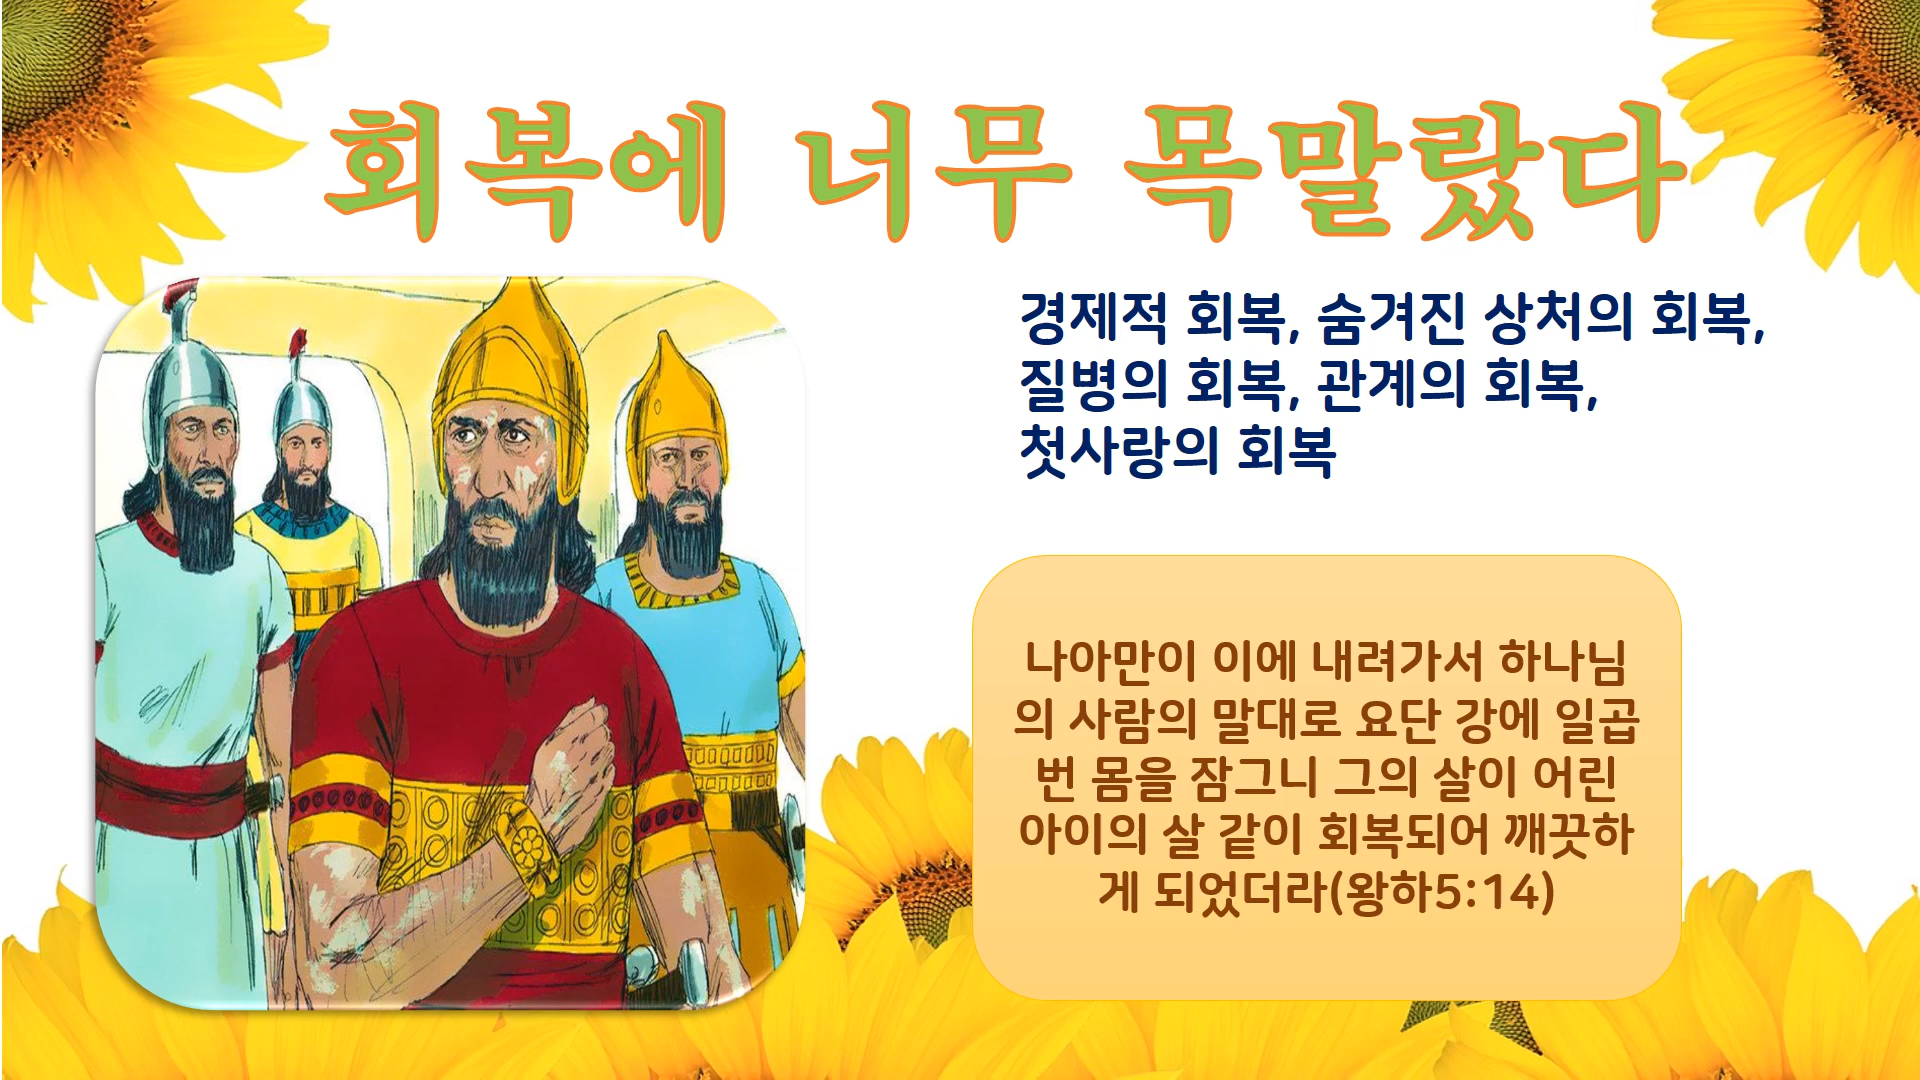 회복에 너무 목말랐다
경제적 회복, 숨겨진 상처의 회복,
질병의 회복, 관계의 회복,
첫사랑의 회복
나아만이 이에 내려가서 하나님
의 사람의 말대로 요단 강에 일곱
번 몸을 잠그니 그의 살이 어린
아이의 살 같이 회복되어 깨끗하
게 되었더라(왕하5:14)